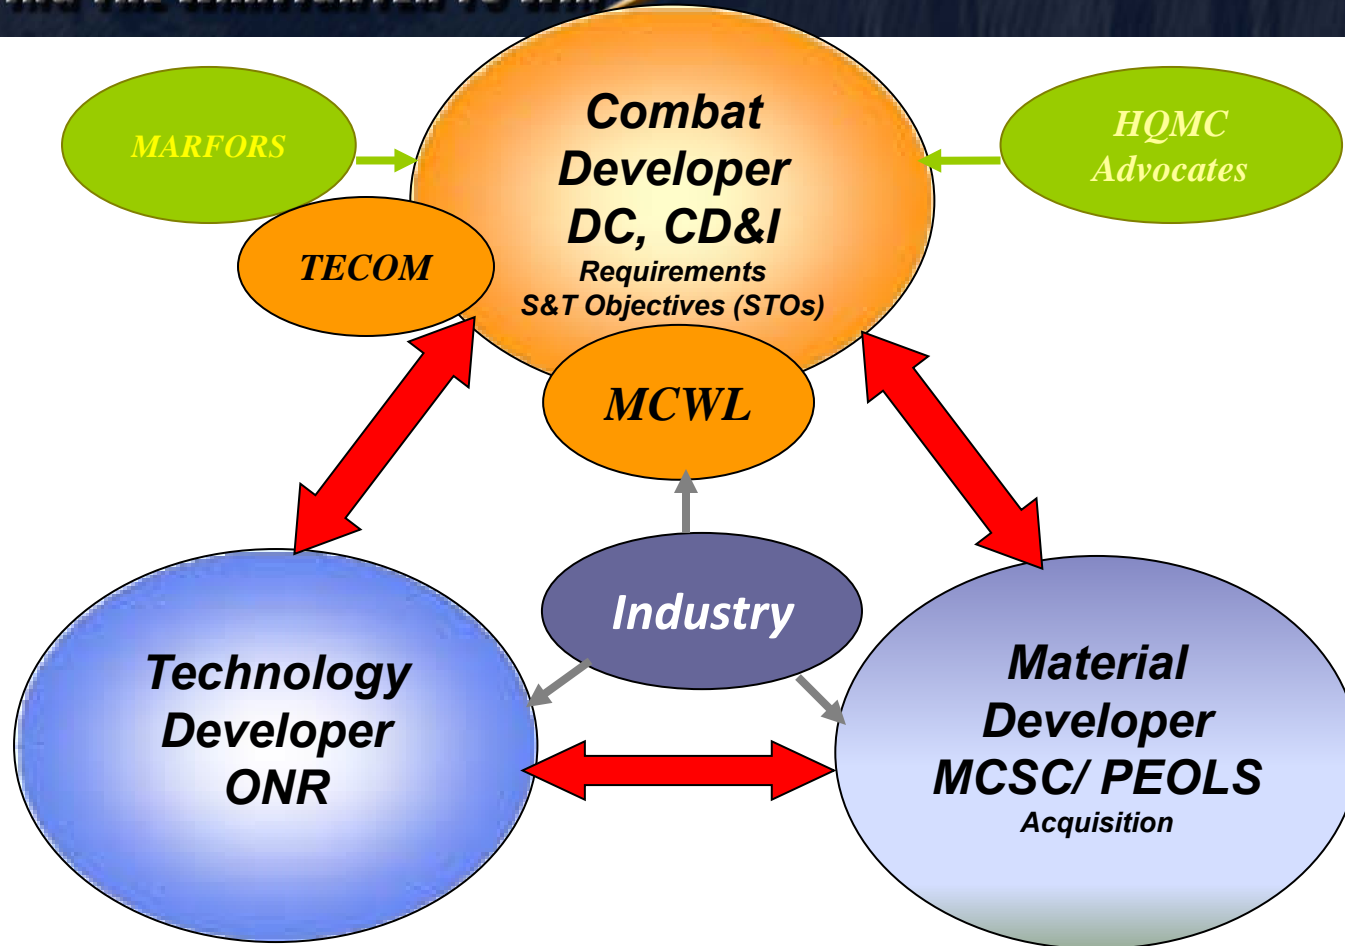 MARFORS
Combat
Developer
DC, CD&I
Requirements
S&T Objectives (STOs)
HQMC
Advocates
TECOM
MCWL
Industry
Technology
Developer
ONR
Material
Developer
MCSC/ PEOLS
Acquisition